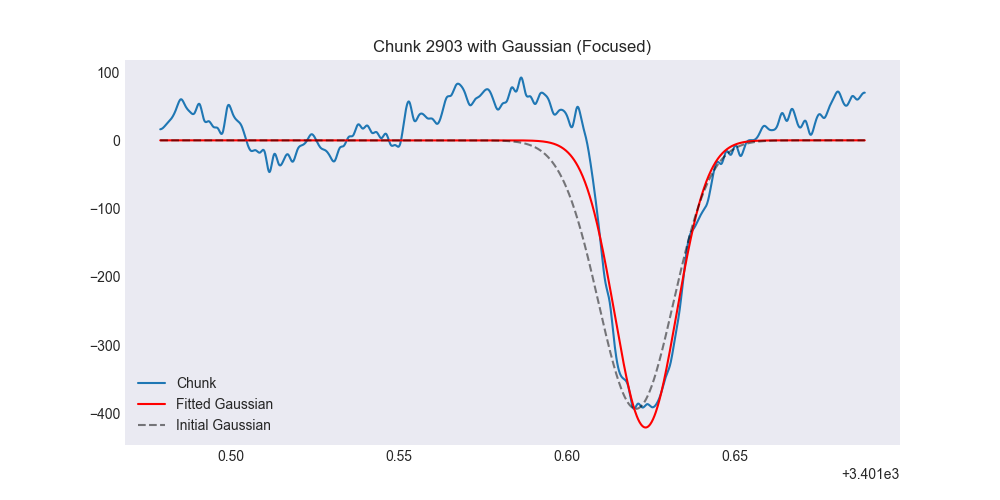 Chunk 2903 with Gaussian (Focused)
100
0
−100
−200
−300
−400
Chunk
Fitted Gaussian
Initial Gaussian
0.50 0.55 0.60 0.65
+3.401e3